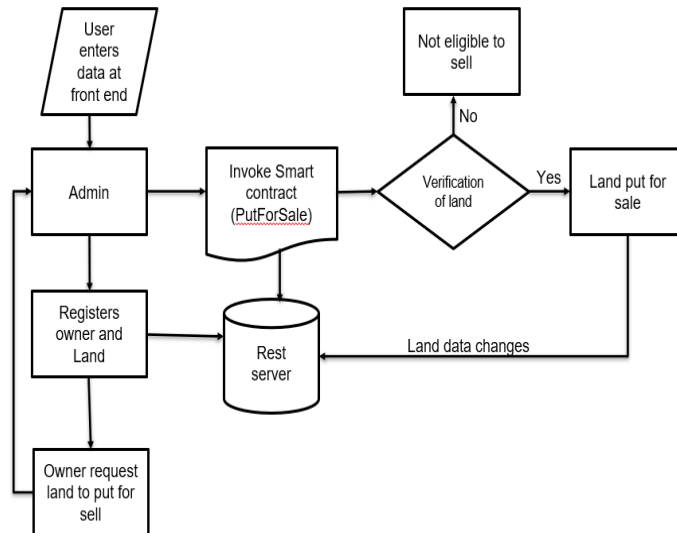 User
enters
data at
front end
Not eligible to
sell
No
Admin
Invoke Smart
contract
(PutForSale)
Verification
of land
Yes
Land put for
sale
Registers
owner and
Land
Rest
server
Land data changes
Owner request
land to put for
sell